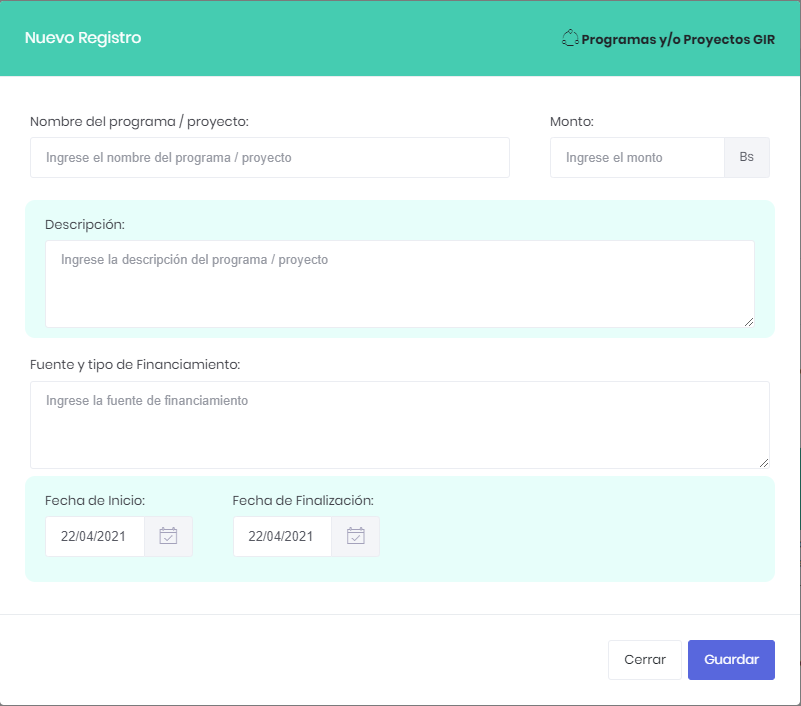 Nuevo Registro
Programas y/o Proyectos GIR
Nombre del programa / proyecto:
Monto:
Ingrese el nombre del programa / proyecto
Ingrese el monto
Bs
Descripción:
Ingrese la descripción del programa / proyecto
Fuente y tipo de Financiamiento:
Ingrese la fuente de financiamiento
Fecha de Inicio:
Fecha de Finalización:
22/04/2021
22/04/2021
Cerrar
Guardar